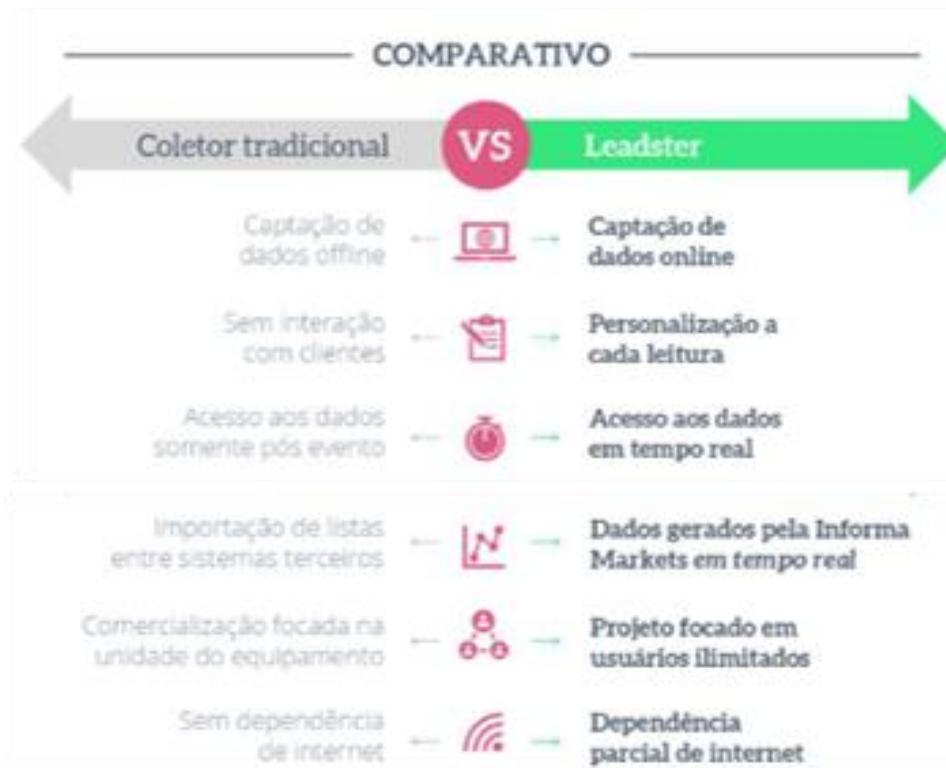 COMPARATIVO
Coletor tradicional VS Leadster
Captação de
dados offline
Captação de
dados online
Sem interação
com clientes
Personalização a
cada leitura
Acesso aos dados
somente pós evento
Acesso aos dados
em tempo real
Importação de listas
entre sistemas terceiros
Dados gerados pela Informa
Markets em tempo real
Comercialização focada na
unidade do equipamento
Projeto focado em
usuários ilimitados
Sem dependência
de internet
Dependência
parcial de internet